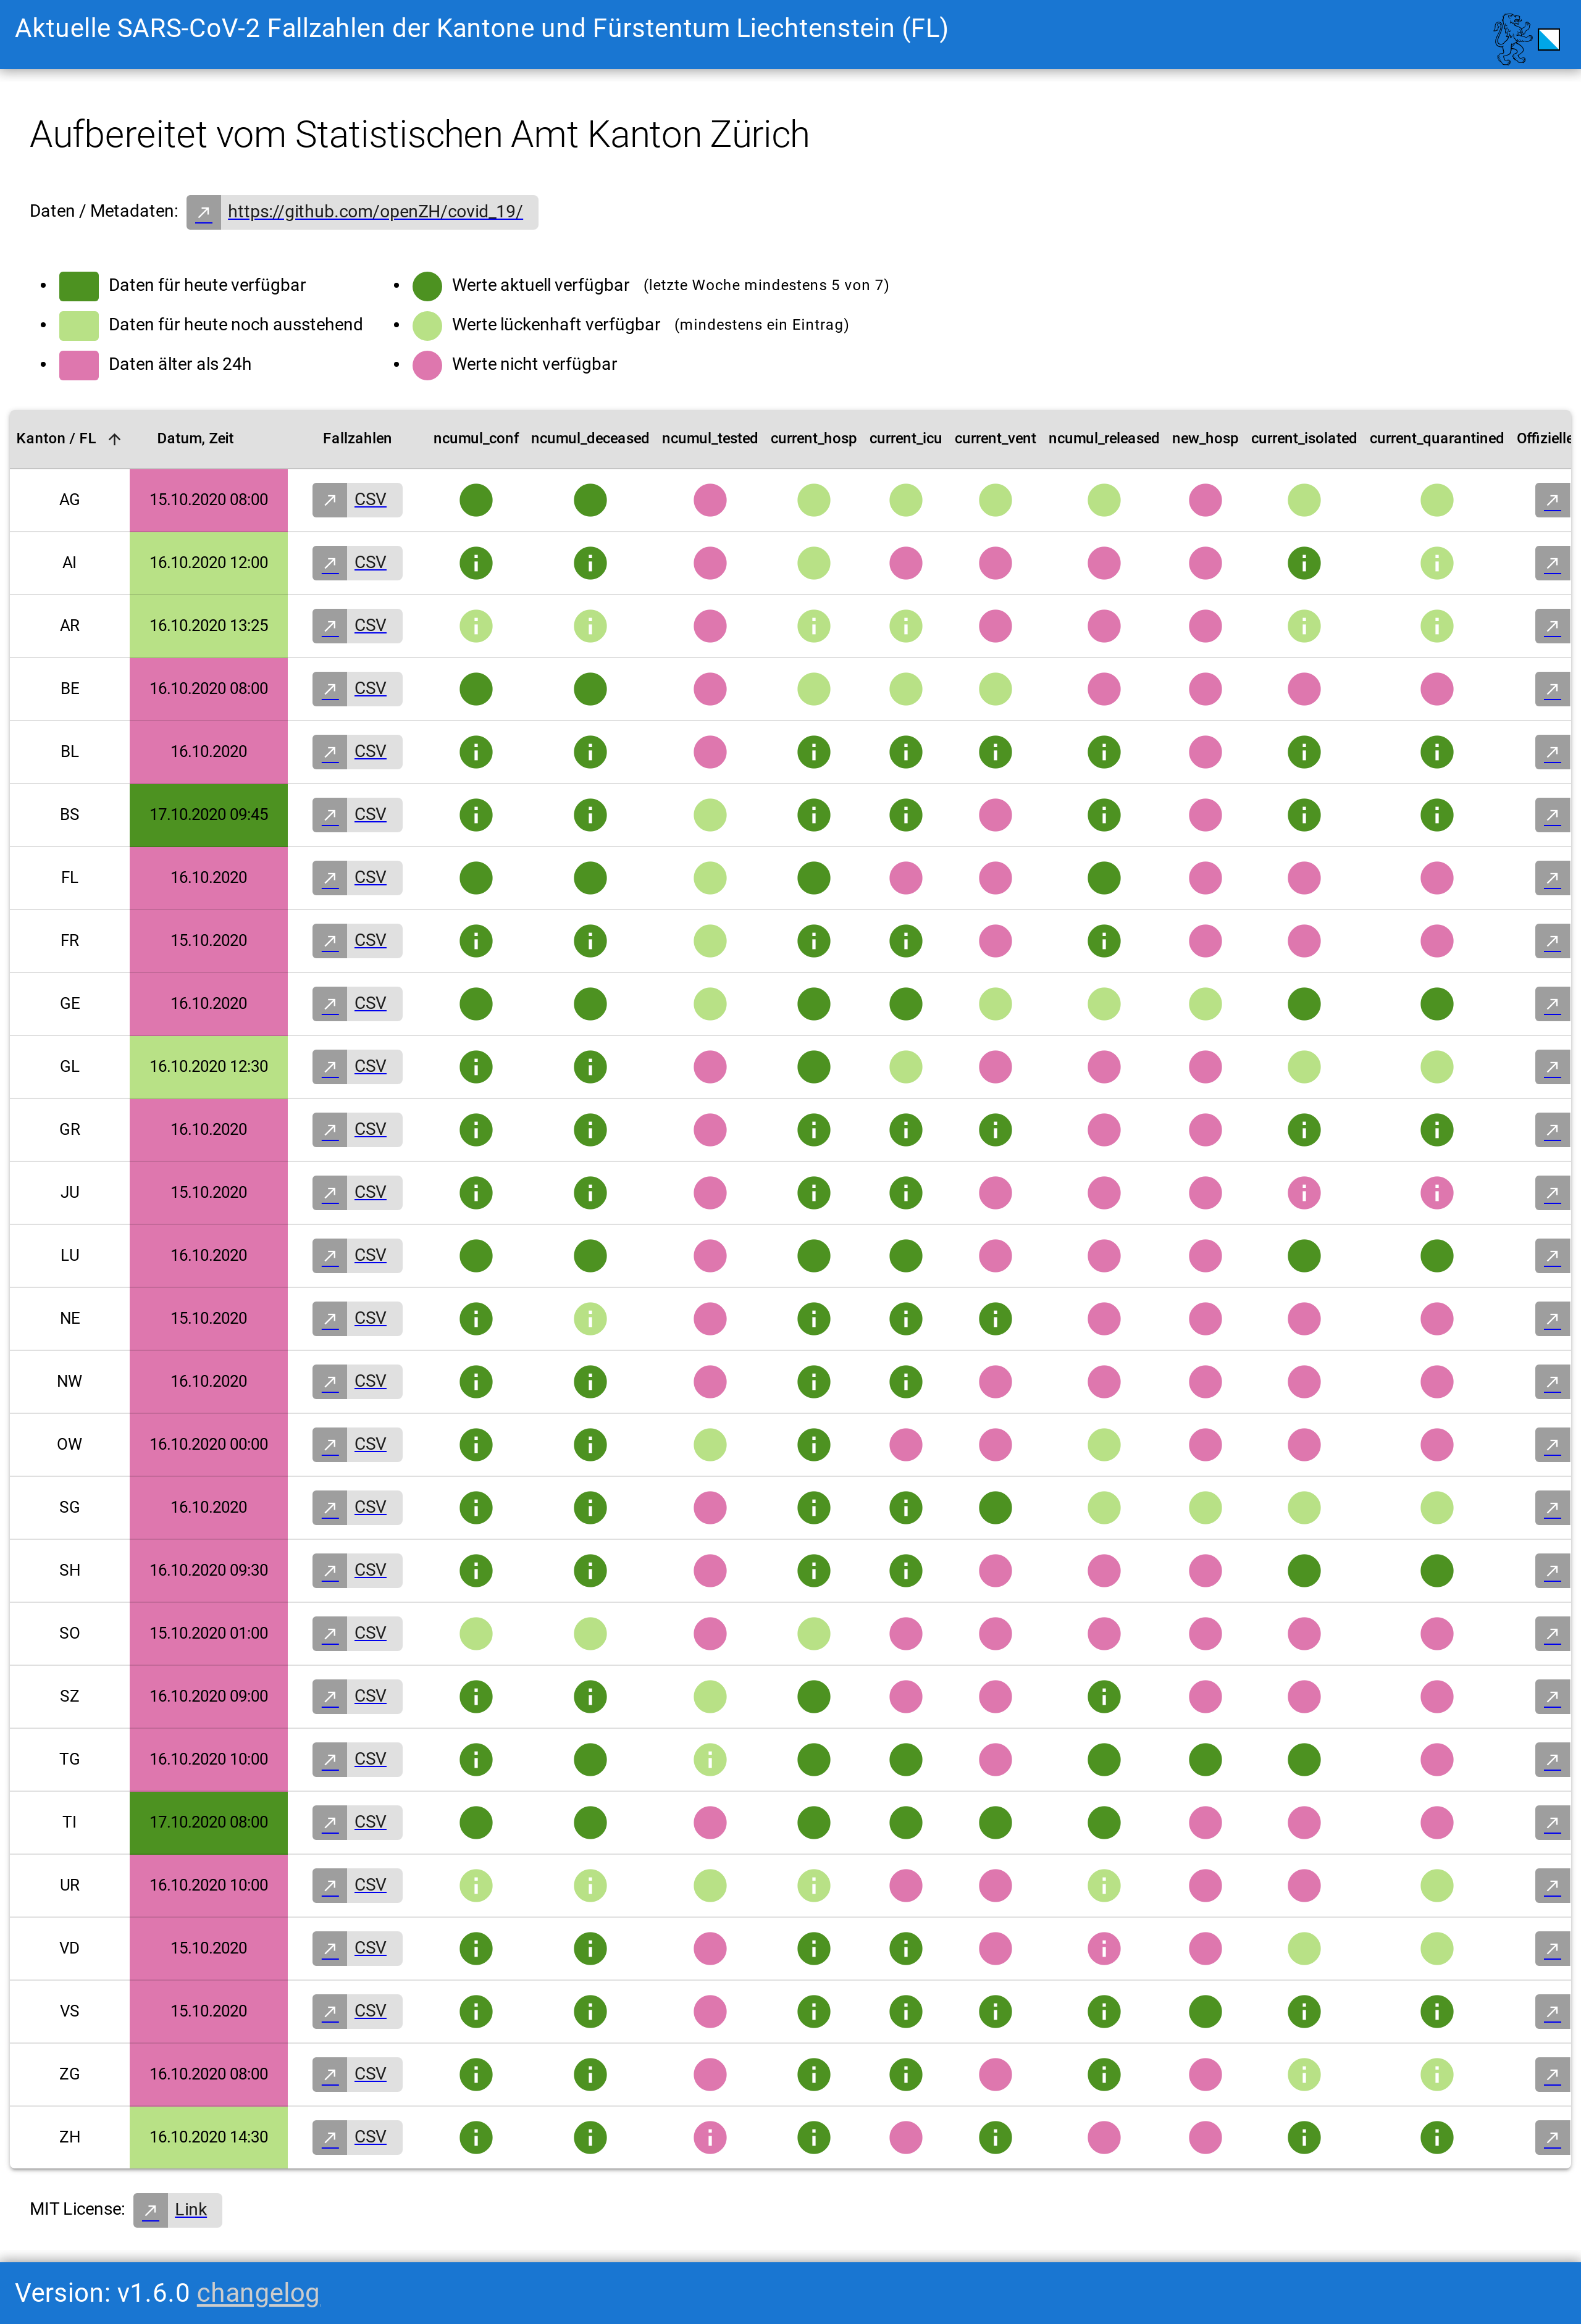 Aktuelle SARS-CoV-2 Fallzahlen der Kantone und Fürstentum Liechtenstein (FL)
Aufbereitet vom Statistischen Amt Kanton Zürich
Daten / Metadaten: https://github.com/openZH/covid_19/
Daten für heute verfügbar
Daten für heute noch ausstehend
Daten älter als 24h
Werte aktuell verfügbar (letzte Woche mindestens 5 von 7)
Werte lückenhaft verfügbar (mindestens ein Eintrag)
Werte nicht verfügbar
Kanton / FL Datum, Zeit Fallzahlen ncumul_conf ncumul_deceased ncumul_tested current_hosp current_icu current_vent ncumul_released new_hosp current_isolated current_quarantined Offizielle
AG 15.10.2020 08:00 CSV
AI 16.10.2020 12:00 CSV
AR 16.10.2020 13:25 CSV
BE 16.10.2020 08:00 CSV
BL 16.10.2020 CSV
BS 17.10.2020 09:45 CSV
FL 16.10.2020 CSV
FR 15.10.2020 CSV
GE 16.10.2020 CSV
GL 16.10.2020 12:30 CSV
GR 16.10.2020 CSV
JU 15.10.2020 CSV
LU 16.10.2020 CSV
NE 15.10.2020 CSV
NW 16.10.2020 CSV
OW 16.10.2020 00:00 CSV
SG 16.10.2020 CSV
SH 16.10.2020 09:30 CSV
SO 15.10.2020 01:00 CSV
SZ 16.10.2020 09:00 CSV
TG 16.10.2020 10:00 CSV
TI 17.10.2020 08:00 CSV
UR 16.10.2020 10:00 CSV
VD 15.10.2020 CSV
VS 15.10.2020 CSV
ZG 16.10.2020 08:00 CSV
ZH 16.10.2020 14:30 CSV
MIT License: Link
Version: v1.6.0 changelog